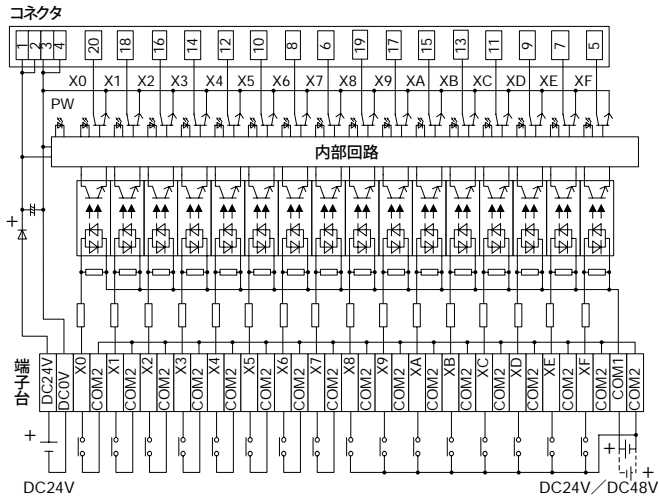 コネクタ
1 2 3 4 20 18 16 14 12 10 8 6 19 17 15 13 11 9 7 5
X0 X1 X2 X3 X4 X5 X6 X7 X8 X9 XA XB XC XD XE XF
PW
内部回路
+
端子台
DC24V DC0V X0 COM2 X1 COM2 X2 COM2 X3 COM2 X4 COM2 X5 COM2 X6 COM2 X7 COM2 X8 COM2 X9 COM2 XA COM2 XB COM2 XC COM2 XD COM2 XE COM2 XF COM2 COM1 COM2
+ +
+
DC24V DC24V／DC48V